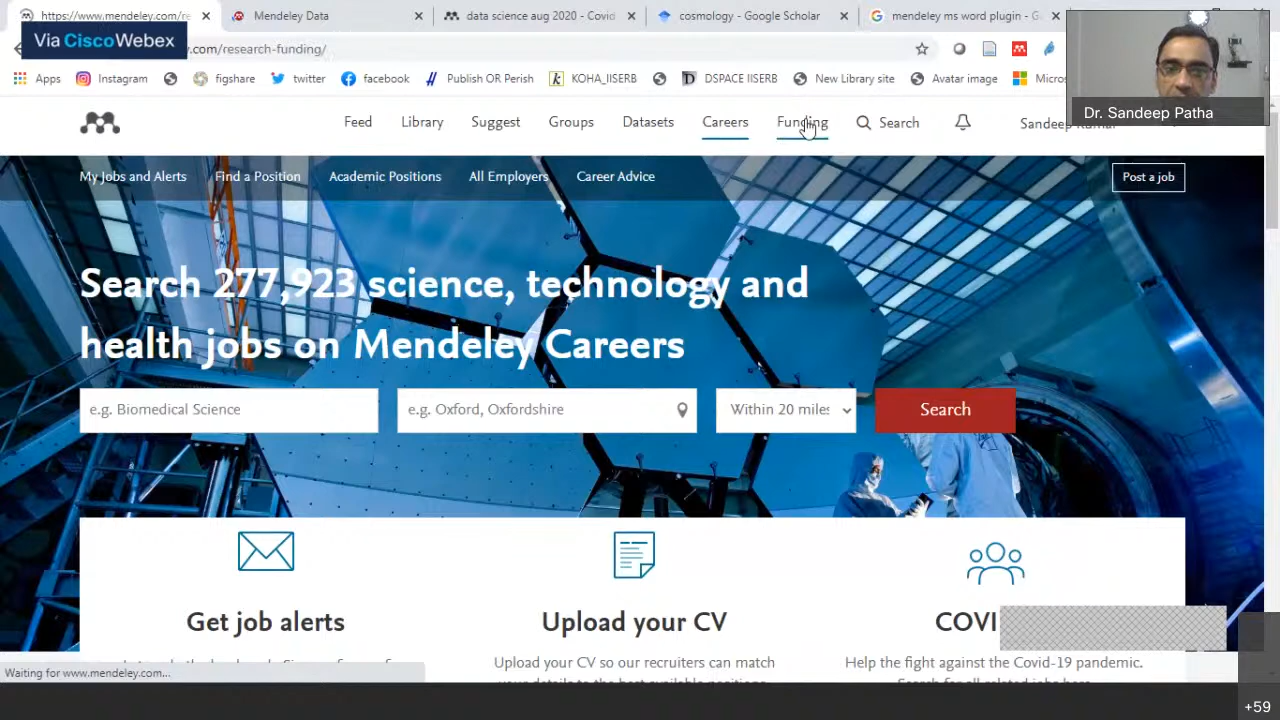 https://www.mendeley.com/re
Mendeley Data
data science aug 2020 - Covid
cosmology - Google Scholar
mendeley ms word plugin - Gu
Via CiscoWebex
.com/research-funding/
Apps
Instagram
figshare
twitter
facebook
Publish OR Perish
KOHA_IISERB
DSPACE IISERB
New Library site
Avatar image
Dr. Sandeep Patha
Feed
Library
Suggest
Groups
Datasets
Careers
Funding
Search
Sandeep Kumar
My Jobs and Alerts
Find a Position
Academic Positions
All Employers
Career Advice
Post a job
Search 277,923 science, technology and
health jobs on Mendeley Careers
e.g. Biomedical Science
e.g. Oxford, Oxfordshire
Within 20 miles
Search
Get job alerts
Upload your CV
COVI
Upload your CV so our recruiters can match
Help the fight against the Covid-19 pandemic.
Waiting for www.mendeley.com...
+59